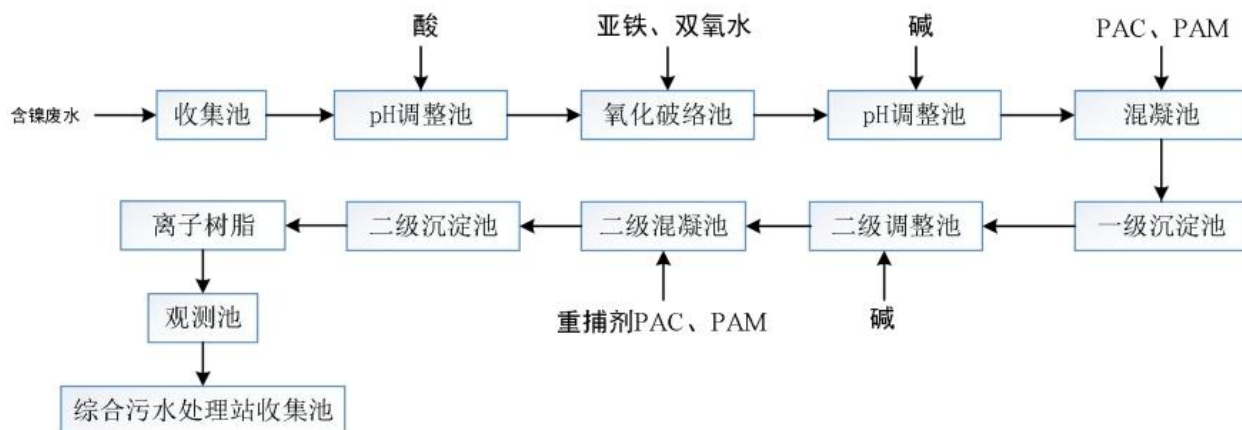 酸
亚铁、双氧水
碱
PAC、PAM
含镍废水
收集池
pH调整池
氧化破络池
pH调整池
混凝池
离子树脂
二级沉淀池
二级混凝池
二级调整池
一级沉淀池
观测池
重捕剂PAC、PAM
碱
综合污水处理站收集池